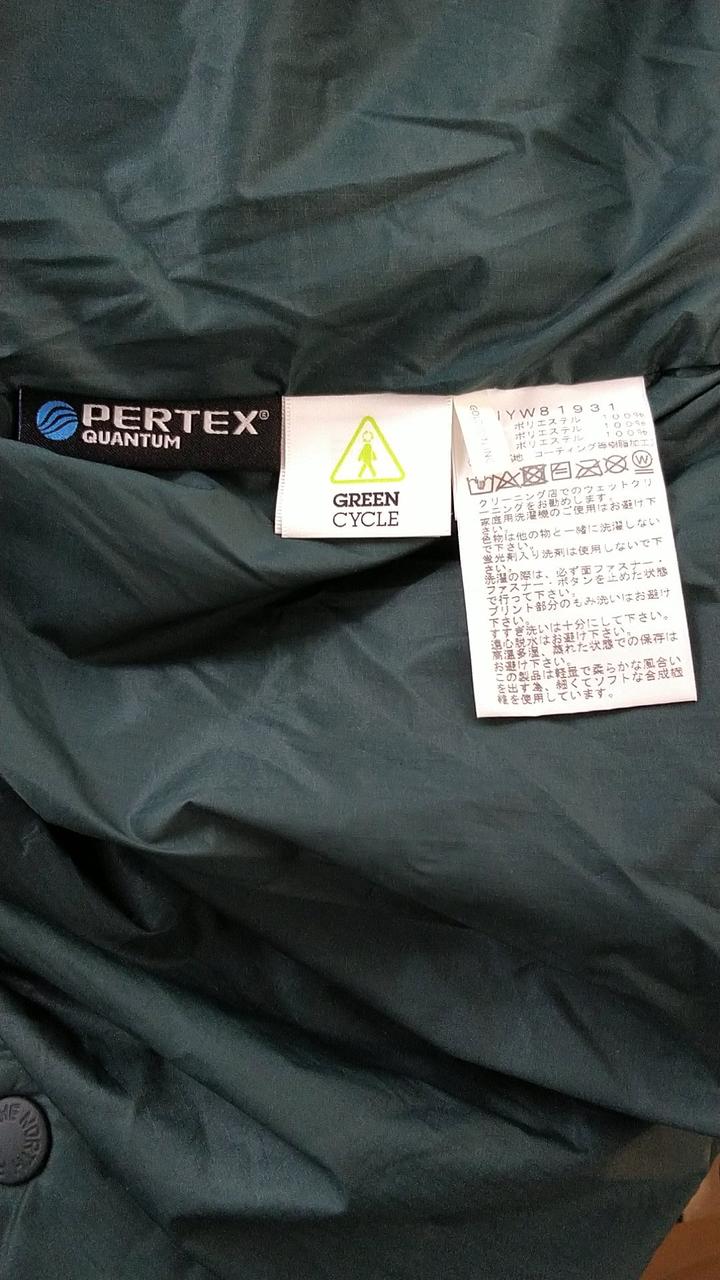 PERTEX®
QUANTUM
GREEN
CYCLE
NYW81931
ポリエステル 100%
ポリエステル 100%
ポリエステル 100%
地 コーティング等樹脂加工
W
クリーニング店でのウェットクリ
ーニングをお勧めします。
家庭用洗濯機のご使用はお避け下
さい。
色物は他の物と一緒に洗濯しない
で下さい。
蛍光剤入り洗剤は使用しないで下
さい。
洗濯の際は、必ず面ファスナー・
ファスナー・ボタンを止めた状態
で行って下さい。
プリント部分のもみ洗いはお避け
下さい。
すすぎ洗いは十分にして下さい。
遠心脱水はお避け下さい。
高温多湿、蒸れた状態での保存は
お避け下さい。
この製品は軽量で柔らかな風合い
を出す為、細くてソフトな合成繊
維を使用しています。
THE NORTH